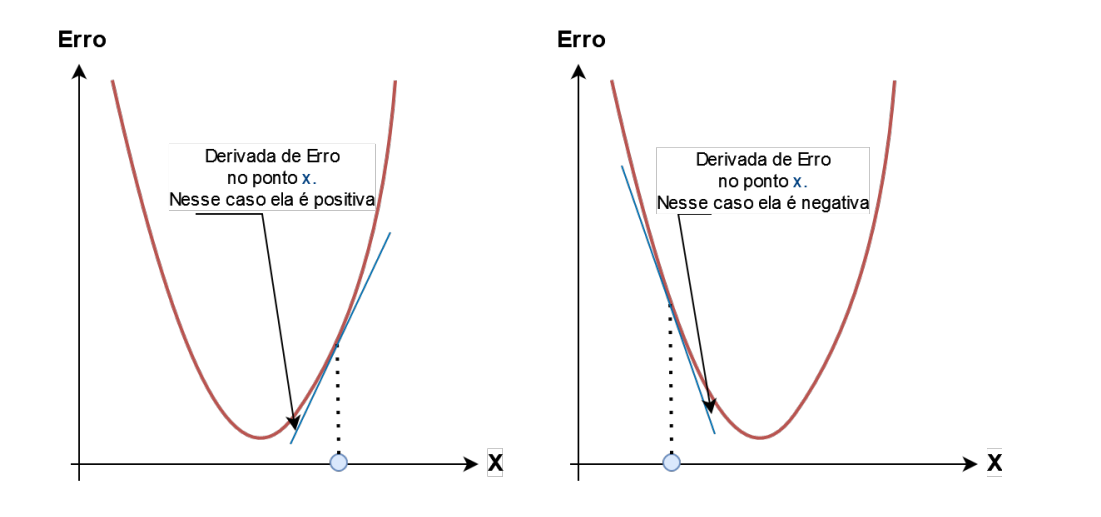 Erro
Derivada de Erro
no ponto x.
Nesse caso ela é positiva
X
Erro
Derivada de Erro
no ponto x.
Nesse caso ela é negativa
X